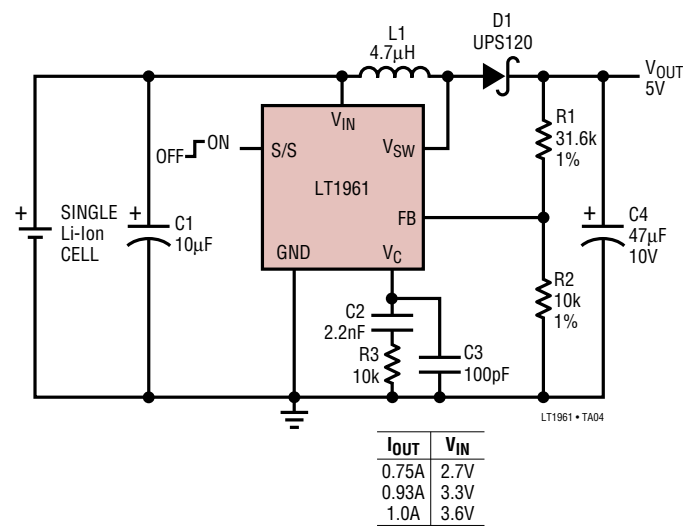 D1
UPS120
L1
4.7μH
VOUT
5V
VIN
R1
31.6k
1%
OFF
ON
S/S
VSW
LT1961
+
SINGLE
Li-Ion
CELL
+
C1
10μF
FB
+
C4
47μF
10V
GND
VC
R2
10k
1%
C2
2.2nF
R3
10k
C3
100pF
LT1961 • TA04
IOUT VIN
0.75A 2.7V
0.93A 3.3V
1.0A 3.6V